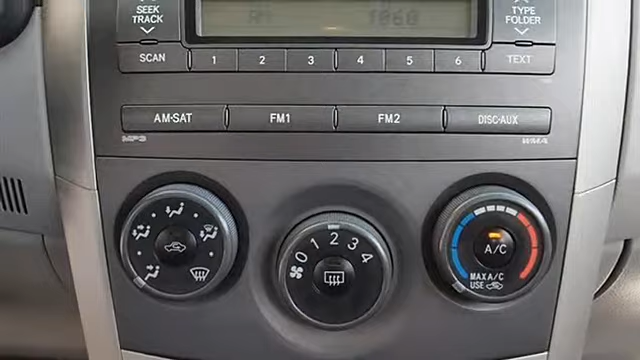 SEEK
TRACK
TYPE
FOLDER
SCAN
1
2
3
4
5
6
TEXT
AM·SAT
FM1
FM2
DISC·AUX
MP3
0 1 2 3 4
A/C
MAX A/C
USE